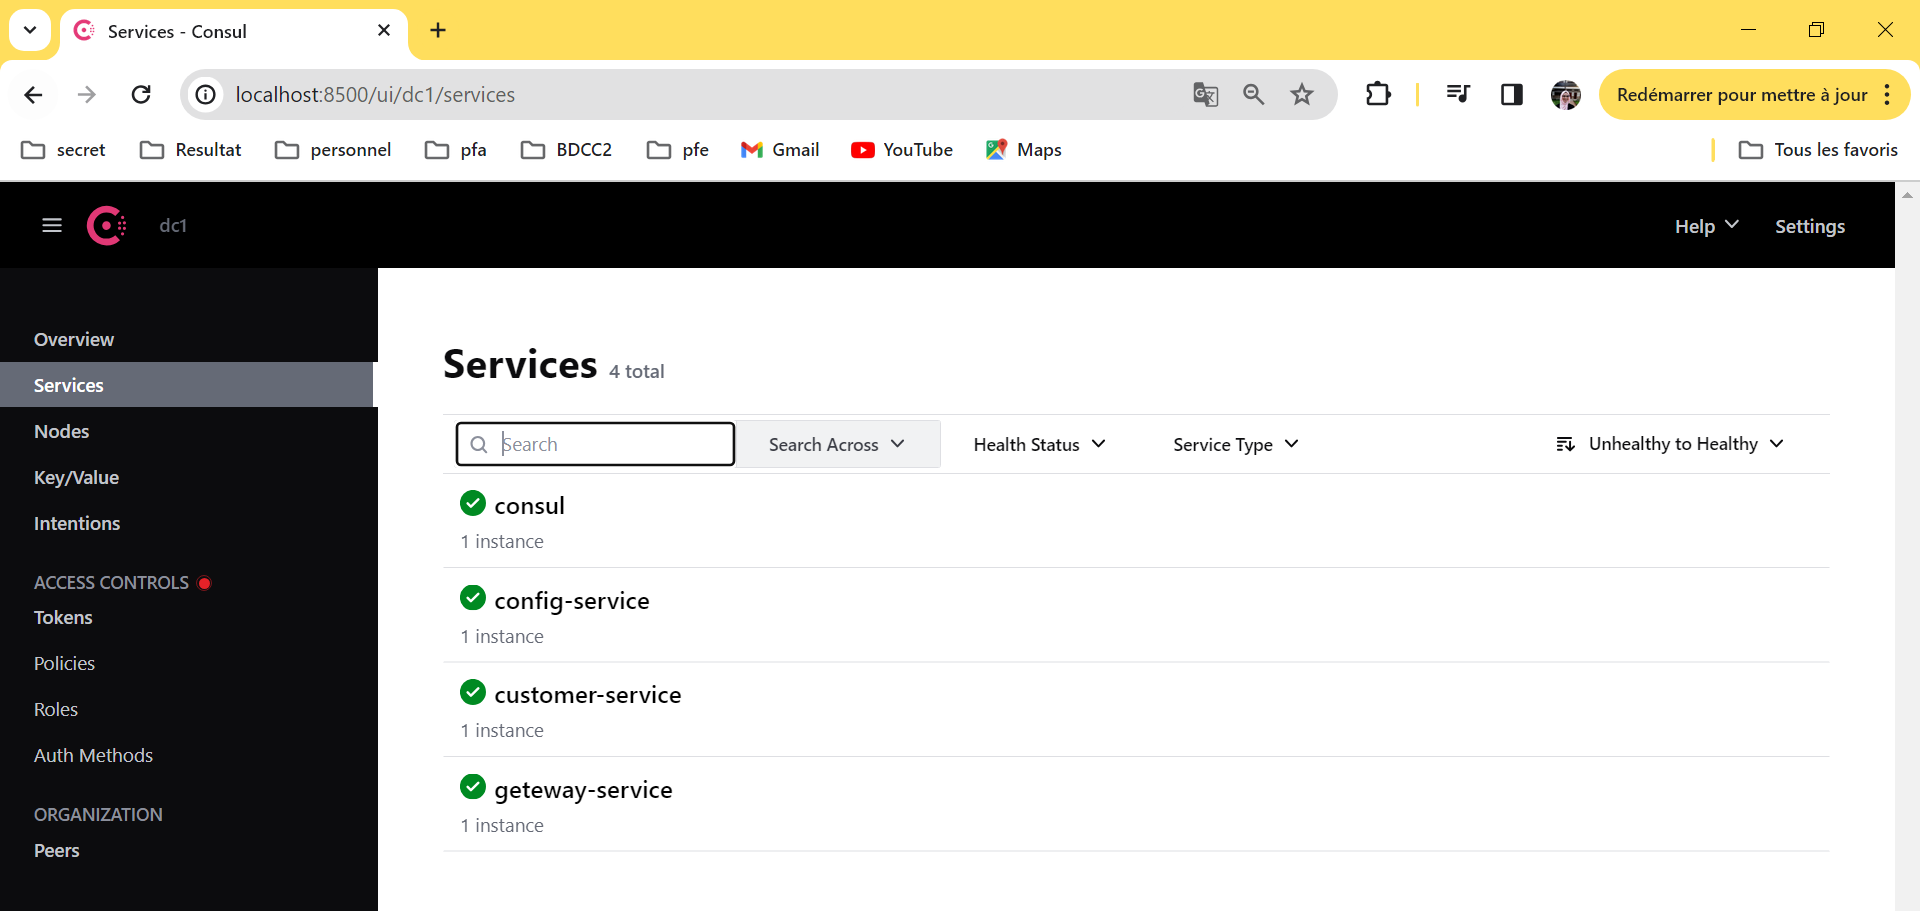 Services - Consul
localhost:8500/ui/dc1/services
Redémarrer pour mettre à jour
secret Resultat personnel pfa BDCC2 pfe Gmail YouTube Maps Tous les favoris
dc1 Help Settings
Overview
Services
Nodes
Key/Value
Intentions
ACCESS CONTROLS
Tokens
Policies
Roles
Auth Methods
ORGANIZATION
Peers
Services 4 total
Search Search Across Health Status Service Type Unhealthy to Healthy
consul
1 instance
config-service
1 instance
customer-service
1 instance
geteway-service
1 instance